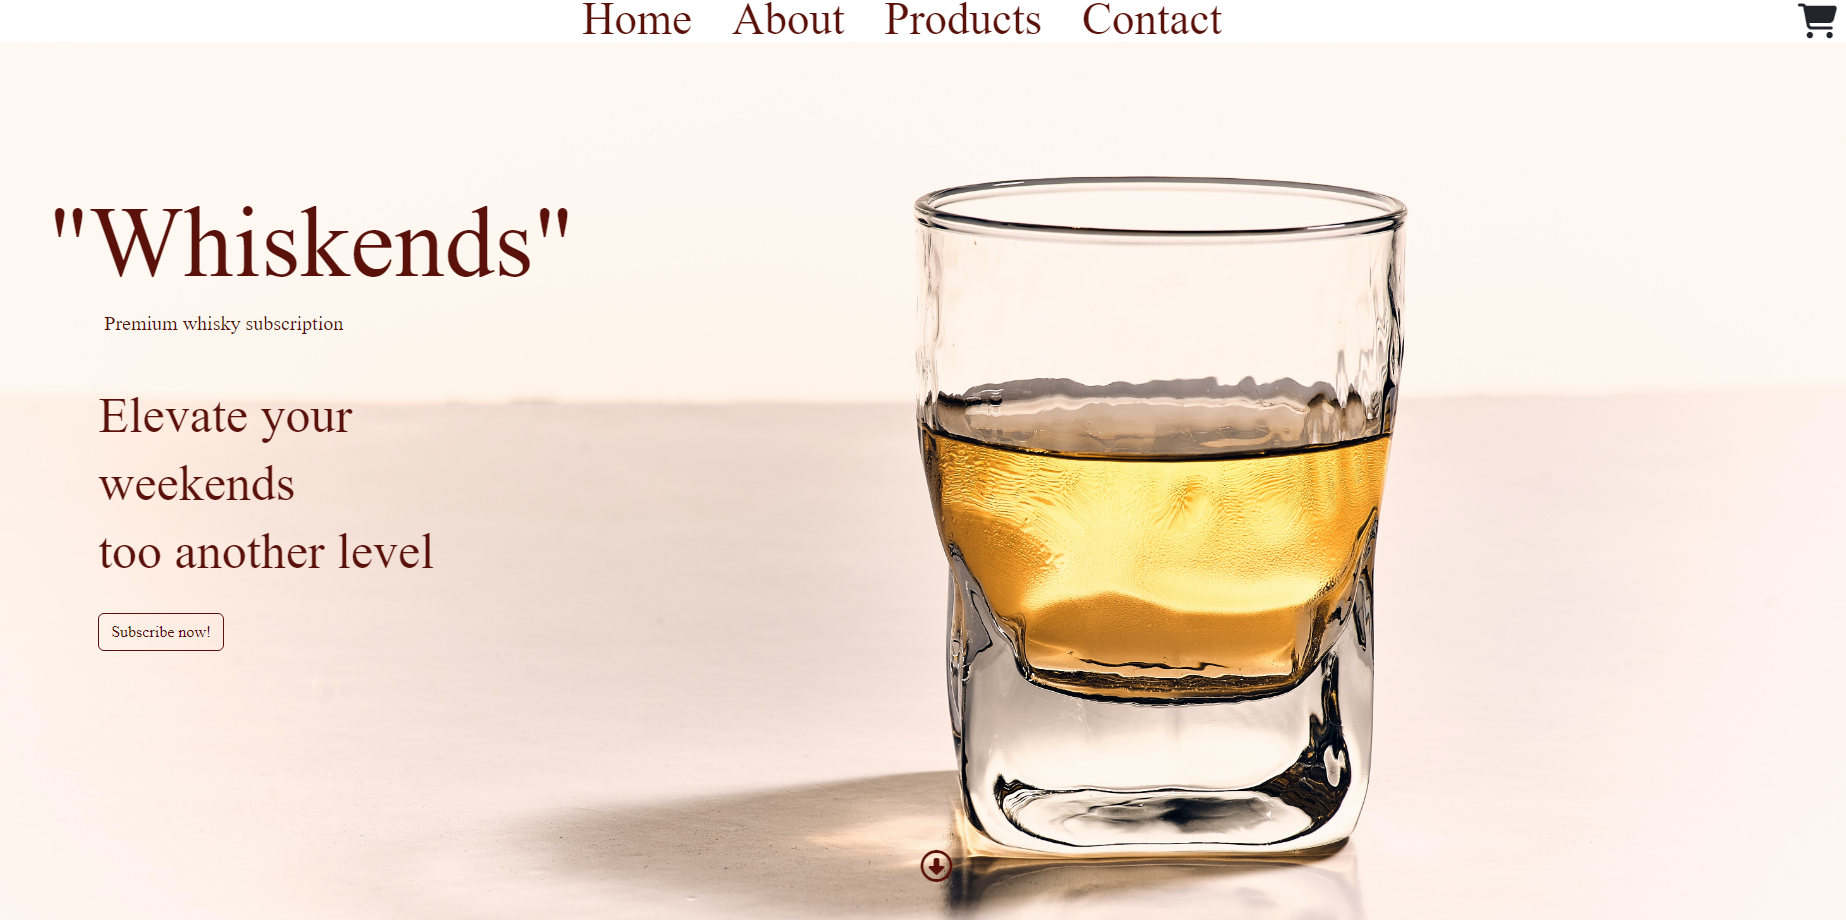 Home About Products Contact
"Whiskends"
Premium whisky subscription
Elevate your
weekends
too another level
Subscribe now!